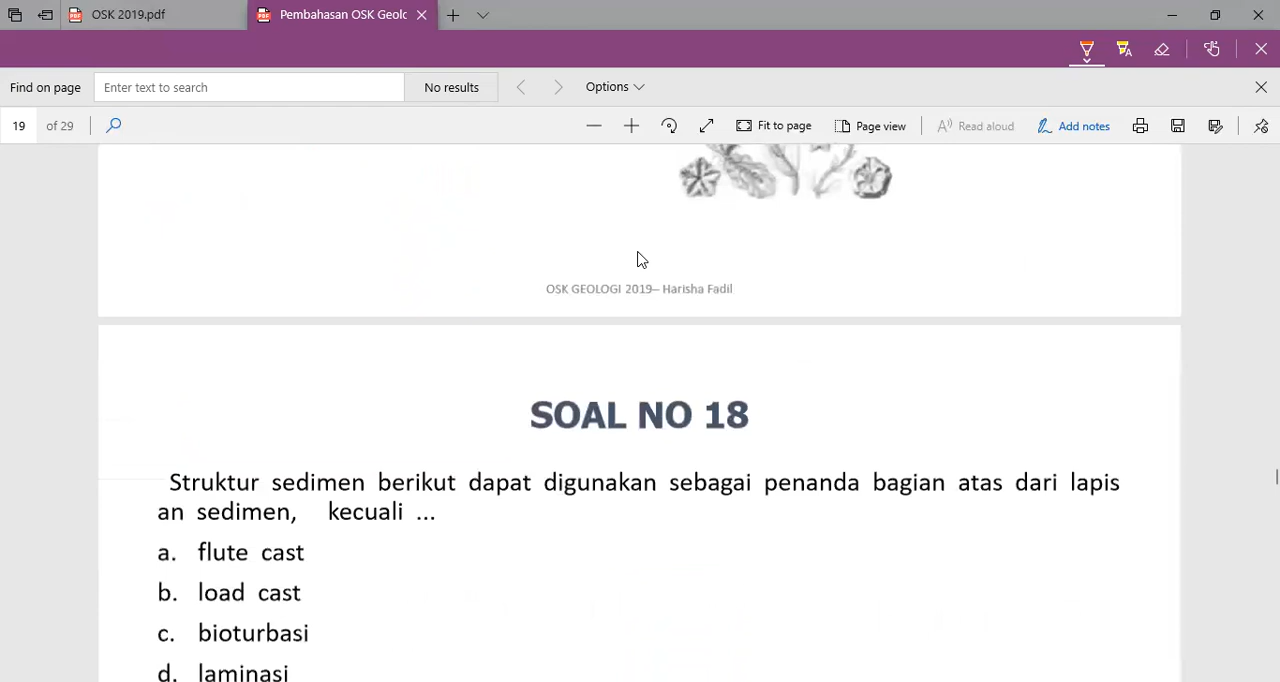 OSK 2019.pdf
Pembahasan OSK Geolc
Find on page
Enter text to search
No results
Options
19 of 29
Fit to page
Page view
Read aloud
Add notes
OSK GEOLOGI 2019– Harisha Fadil
SOAL NO 18
Struktur sedimen berikut dapat digunakan sebagai penanda bagian atas dari lapis
an sedimen, kecuali ...
a. flute cast
b. load cast
c. bioturbasi
d. laminasi